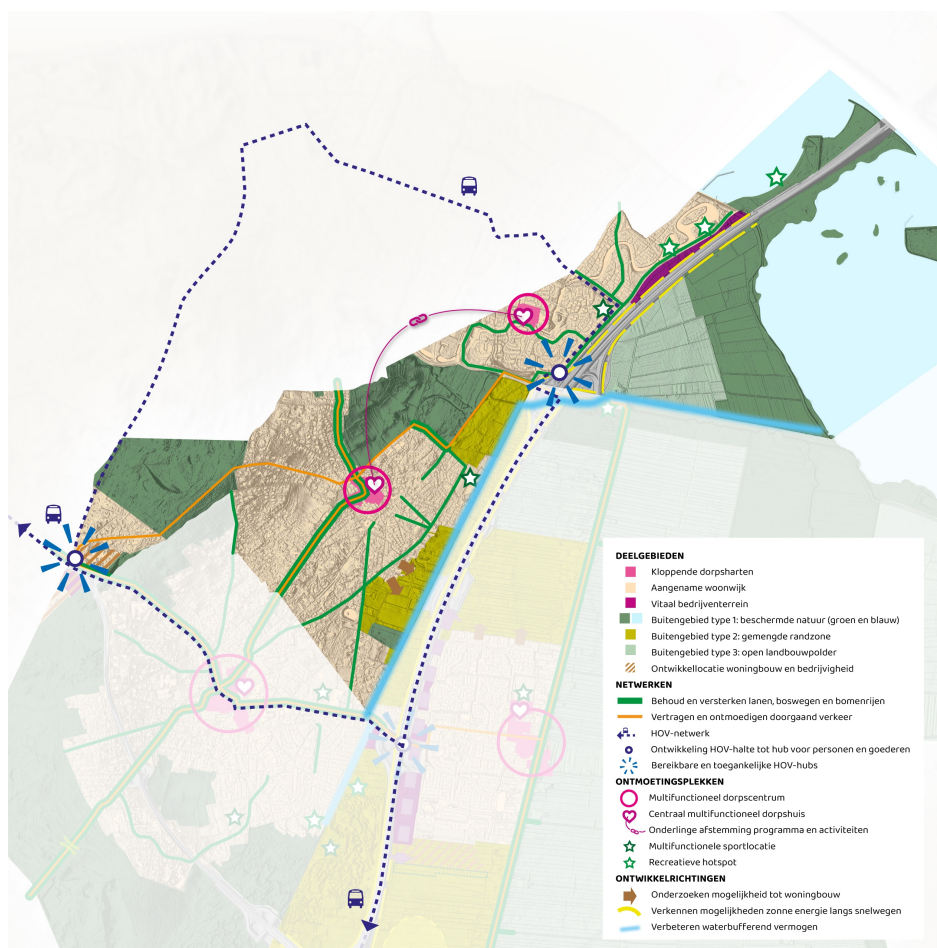 DEELGEBIEDEN
Kloppende dorpsharten
Aangename woonwijk
Vitaal bedrijventerrein
Buitengebied type 1: beschermde natuur (groen en blauw)
Buitengebied type 2: gemengde randzone
Buitengebied type 3: open landbouwpolder
Ontwikkellocatie woningbouw en bedrijvigheid
NETWERKEN
Behoud en versterken lanen, boswegen en bomenrijen
Vertragen en ontmoedigen doorgaand verkeer
HOV-netwerk
Ontwikkeling HOV-halte tot hub voor personen en goederen
Bereikbare en toegankelijke HOV-hubs
ONTMOETINGSPLEKKEN
Multifunctioneel dorpscentrum
Centraal multifunctioneel dorpshuis
Onderlinge afstemming programma en activiteiten
Multifunctionele sportlocatie
Recreatieve hotspot
ONTWIKKELRICHTINGEN
Onderzoeken mogelijkheid tot woningbouw
Verkennen mogelijkheden zonne energie langs snelwegen
Verbeteren waterbufferend vermogen